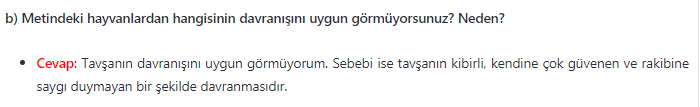 b) Metindeki hayvanlardan hangisinin davranışını uygun görmüyorsunuz? Neden?
• Cevap: Tavşanın davranışını uygun görmüyorum. Sebebi ise tavşanın kibirli, kendine çok güvenen ve rakibine
saygı duymayan bir şekilde davranmasıdır.